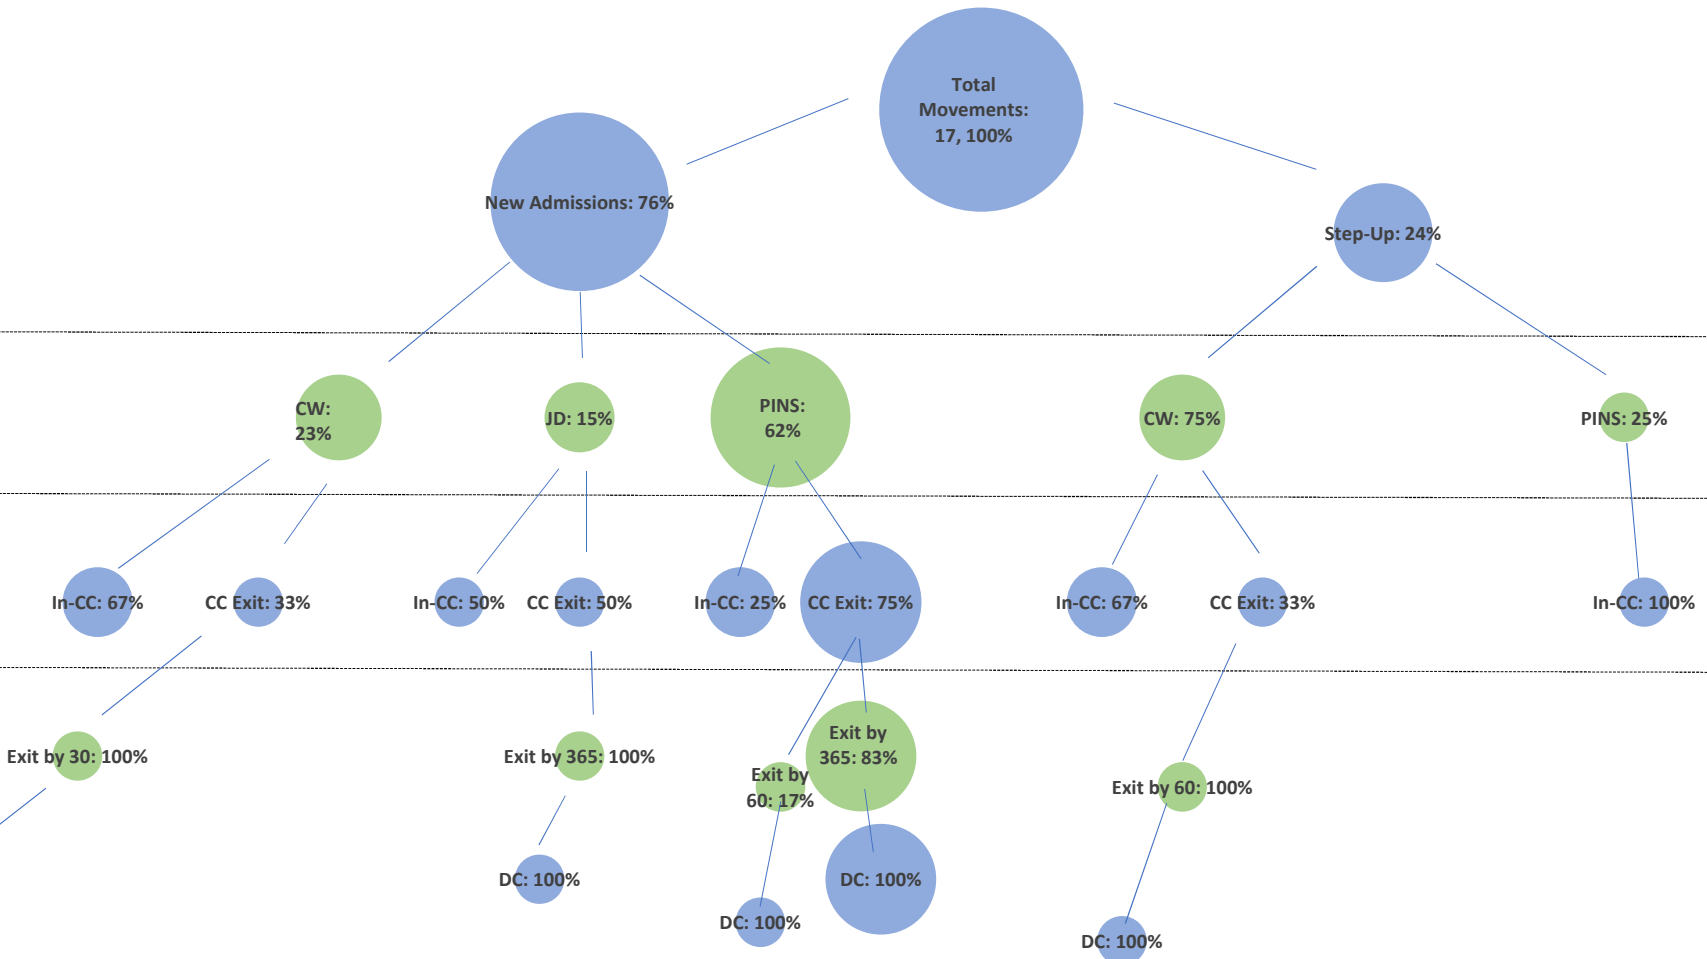 Total
Movements:
17, 100%
New Admissions: 76%
Step-Up: 24%
CW:
23%
JD: 15%
PINS:
62%
CW: 75%
PINS: 25%
In-CC: 67%
CC Exit: 33%
In-CC: 50%
CC Exit: 50%
In-CC: 25%
CC Exit: 75%
In-CC: 67%
CC Exit: 33%
In-CC: 100%
Exit by 30: 100%
Exit by 365: 100%
Exit by
60: 17%
Exit by
365: 83%
Exit by 60: 100%
DC: 100%
DC: 100%
DC: 100%
DC: 100%